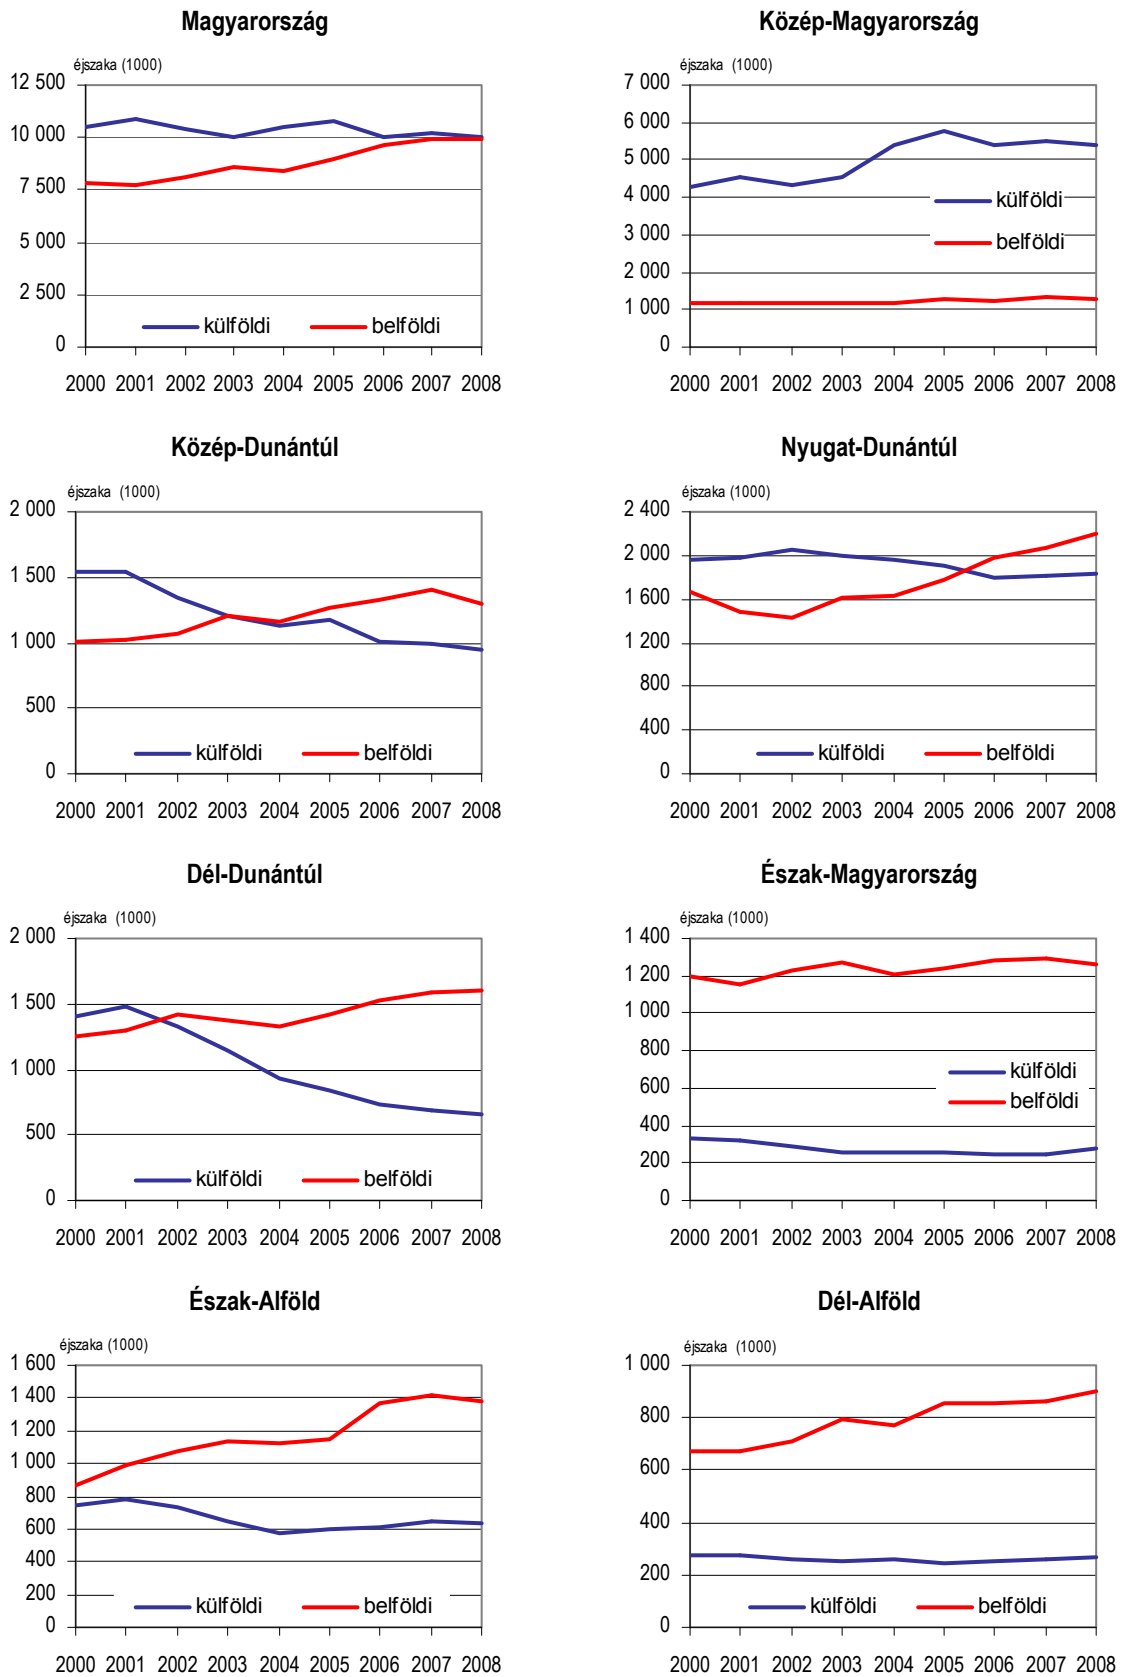 Magyarország
éjszaka (1000)
12 500
10 000
7 500
5 000
2 500
0
külföldi belföldi
2000 2001 2002 2003 2004 2005 2006 2007 2008
Közép-Magyarország
éjszaka (1000)
7 000
6 000
5 000
4 000
3 000
2 000
1 000
0
külföldi
belföldi
2000 2001 2002 2003 2004 2005 2006 2007 2008
Közép-Dunántúl
éjszaka (1000)
2 000
1 500
1 000
500
0
külföldi belföldi
2000 2001 2002 2003 2004 2005 2006 2007 2008
Nyugat-Dunántúl
éjszaka (1000)
2 400
2 000
1 600
1 200
800
400
0
külföldi belföldi
2000 2001 2002 2003 2004 2005 2006 2007 2008
Dél-Dunántúl
éjszaka (1000)
2 000
1 500
1 000
500
0
külföldi belföldi
2000 2001 2002 2003 2004 2005 2006 2007 2008
Észak-Magyarország
éjszaka (1000)
1 400
1 200
1 000
800
600
400
200
0
külföldi
belföldi
2000 2001 2002 2003 2004 2005 2006 2007 2008
Észak-Alföld
éjszaka (1000)
1 600
1 400
1 200
1 000
800
600
400
200
0
külföldi belföldi
2000 2001 2002 2003 2004 2005 2006 2007 2008
Dél-Alföld
éjszaka (1000)
1 000
800
600
400
200
0
külföldi belföldi
2000 2001 2002 2003 2004 2005 2006 2007 2008